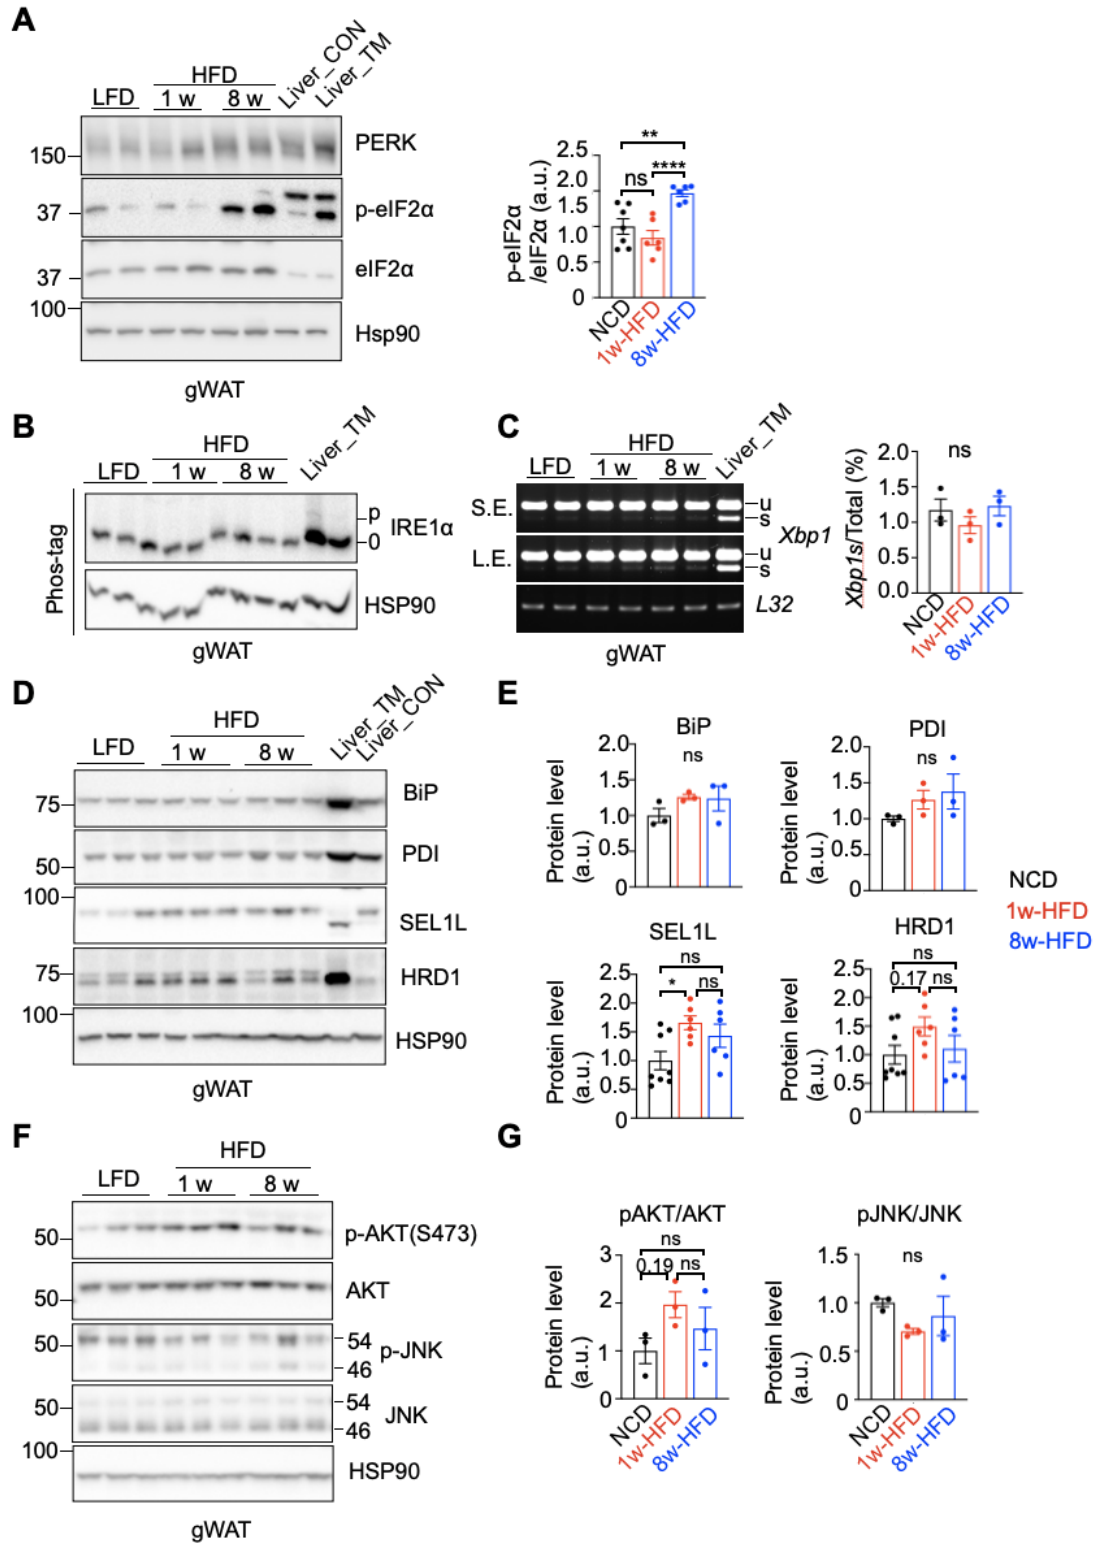 A
HFD
LFD
1 w
8 w
Liver_CON
Liver_TM
150
PERK
37
p-eIF2α
37
eIF2α
100
Hsp90
gWAT
p-eIF2α
/eIF2α (a.u.)
2.5
2.0
1.5
1.0
0.5
0
**
ns
****
NCD
1w-HFD
8w-HFD
B
HFD
LFD
1 w
8 w
Liver_TM
Phos-tag
p
0
IRE1α
HSP90
gWAT
C
HFD
LFD
1 w
8 w
Liver_TM
S.E.
u
s
Xbp1
L.E.
u
s
L32
gWAT
Xbp1s/Total (%)
2.0
1.5
1.0
0.5
0.0
ns
NCD
1w-HFD
8w-HFD
D
HFD
LFD
1 w
8 w
Liver_TM
Liver_CON
75
BiP
50
PDI
100
SEL1L
75
HRD1
100
HSP90
gWAT
E
BiP
Protein level
(a.u.)
2.0
1.5
1.0
0.5
0
ns
PDI
Protein level
(a.u.)
2.0
1.5
1.0
0.5
0
ns
NCD
1w-HFD
8w-HFD
SEL1L
Protein level
(a.u.)
2.0
1.5
1.0
0.5
0
ns
*
ns
HRD1
Protein level
(a.u.)
2.5
2.0
1.5
1.0
0.5
0
ns
0.17
ns
F
HFD
LFD
1 w
8 w
50
p-AKT(S473)
50
AKT
50
54
46
p-JNK
50
54
46
JNK
100
HSP90
gWAT
G
pAKT/AKT
Protein level
(a.u.)
3
2
1
0
ns
0.19
ns
NCD
1w-HFD
8w-HFD
pJNK/JNK
Protein level
(a.u.)
1.5
1.0
0.5
0
ns
NCD
1w-HFD
8w-HFD